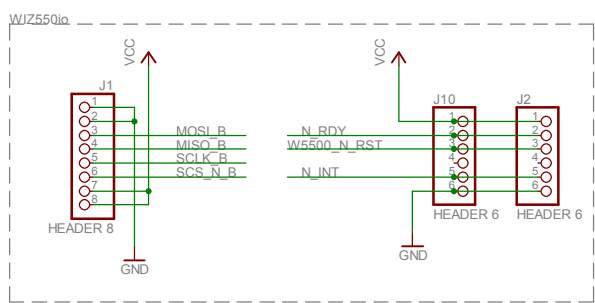 WIZ550io
VCC
VCC
J1
J10
J2
1
2
3
4
5
6
7
8
MOSI_B
MISO_B
SCLK_B
SCS_N_B
N_RDY
W5500_N_RST
N_INT
1
2
3
4
5
6
1
2
3
4
5
6
HEADER 8
HEADER 6
HEADER 6
GND
GND